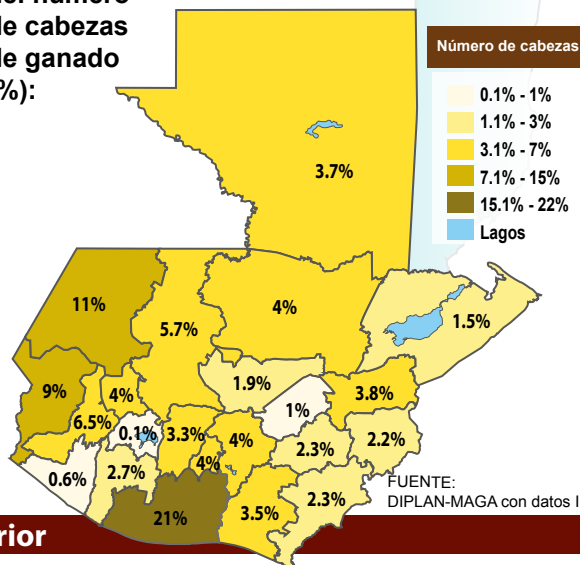 de cabezas
de ganado
(%):
Número de cabezas
0.1% - 1%
1.1% - 3%
3.1% - 7%
7.1% - 15%
15.1% - 22%
Lagos
3.7%
11%
5.7%
4%
1.5%
9%
4%
1.9%
3.8%
6.5%
0.1%
3.3%
4%
1%
2.3%
2.2%
0.6%
2.7%
4%
21%
3.5%
2.3%
FUENTE:
DIPLAN-MAGA con datos
rior